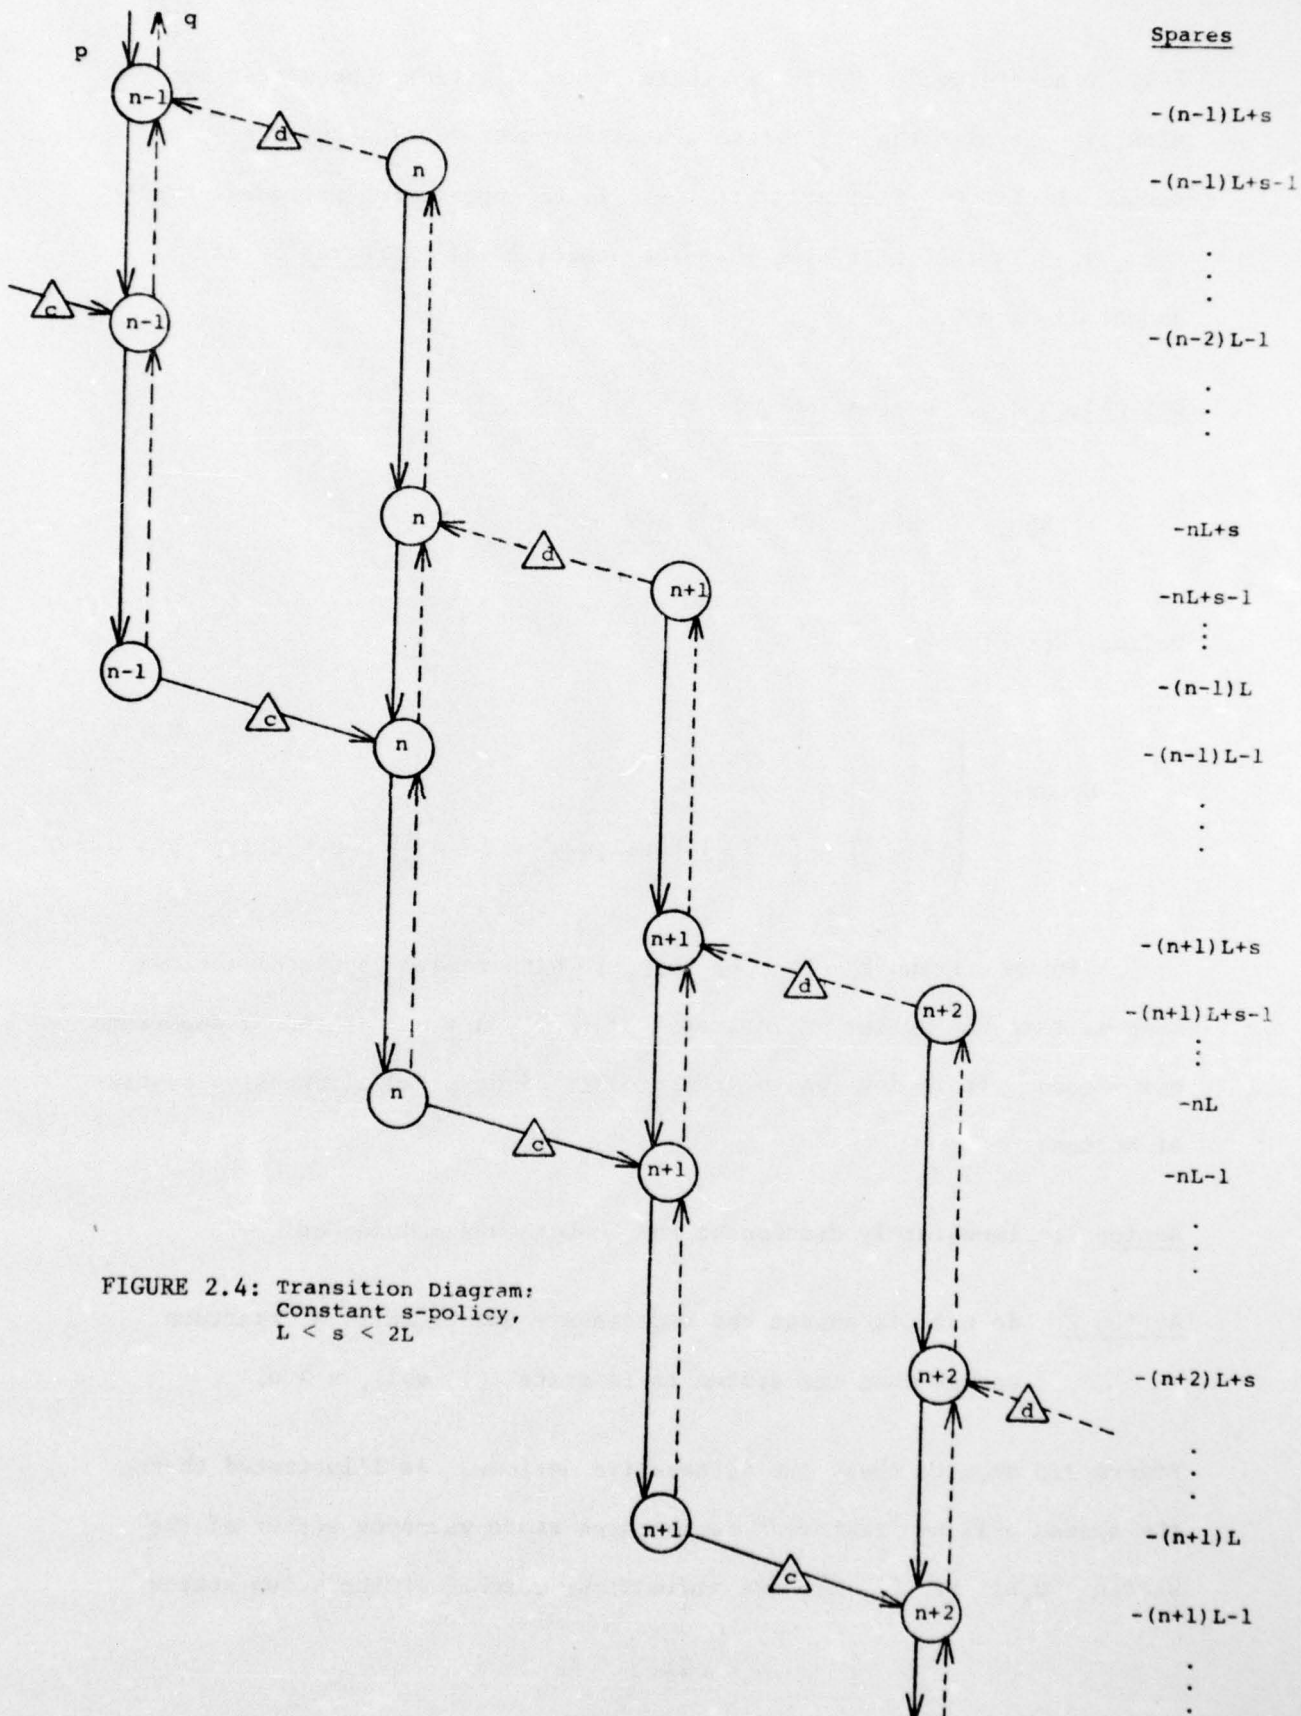 q
Spares
p
n-1
-(n-1)L+s
d
n
-(n-1)L+s-1
c
n-1
-(n-2)L-1
n
-nL+s
d
n+1
-nL+s-1
n-1
-(n-1)L
c
n
-(n-1)L-1
n+1
-(n+1)L+s
d
n+2
-(n+1)L+s-1
n
-nL
c
n+1
-nL-1
FIGURE 2.4: Transition Diagram:
Constant s-policy,
L < s < 2L
n+2
-(n+2)L+s
d
n+1
-(n+1)L
c
n+2
-(n+1)L-1